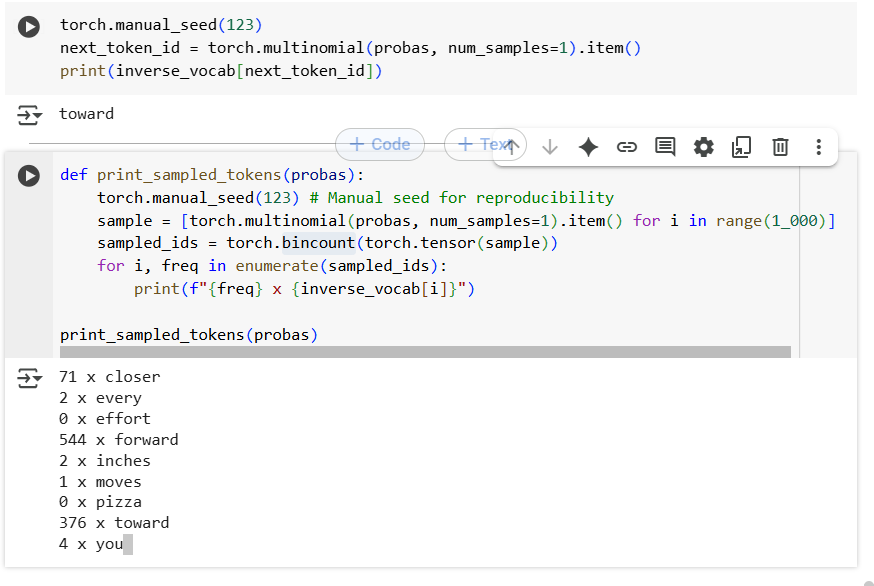 torch.manual_seed(123)
next_token_id = torch.multinomial(probas, num_samples=1).item()
print(inverse_vocab[next_token_id])
toward
+ Code + Text
def print_sampled_tokens(probas):
    torch.manual_seed(123) # Manual seed for reproducibility
    sample = [torch.multinomial(probas, num_samples=1).item() for i in range(1_000)]
    sampled_ids = torch.bincount(torch.tensor(sample))
    for i, freq in enumerate(sampled_ids):
        print(f"{freq} x {inverse_vocab[i]}")
print_sampled_tokens(probas)
71 x closer
2 x every
0 x effort
544 x forward
2 x inches
1 x moves
0 x pizza
376 x toward
4 x you